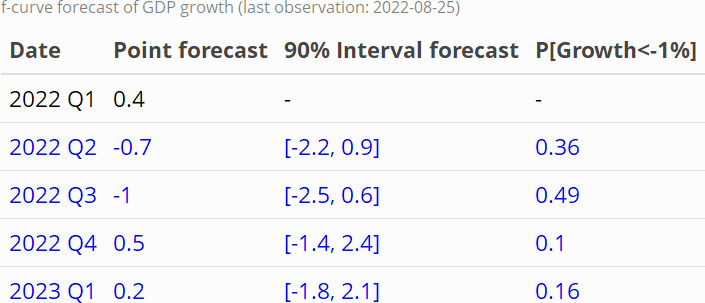 f-curve forecast of GDP growth (last observation: 2022-08-25)
Date Point forecast 90% Interval forecast P[Growth<-1%]
2022 Q1 0.4 - -
2022 Q2 -0.7 [-2.2, 0.9] 0.36
2022 Q3 -1 [-2.5, 0.6] 0.49
2022 Q4 0.5 [-1.4, 2.4] 0.1
2023 Q1 0.2 [-1.8, 2.1] 0.16